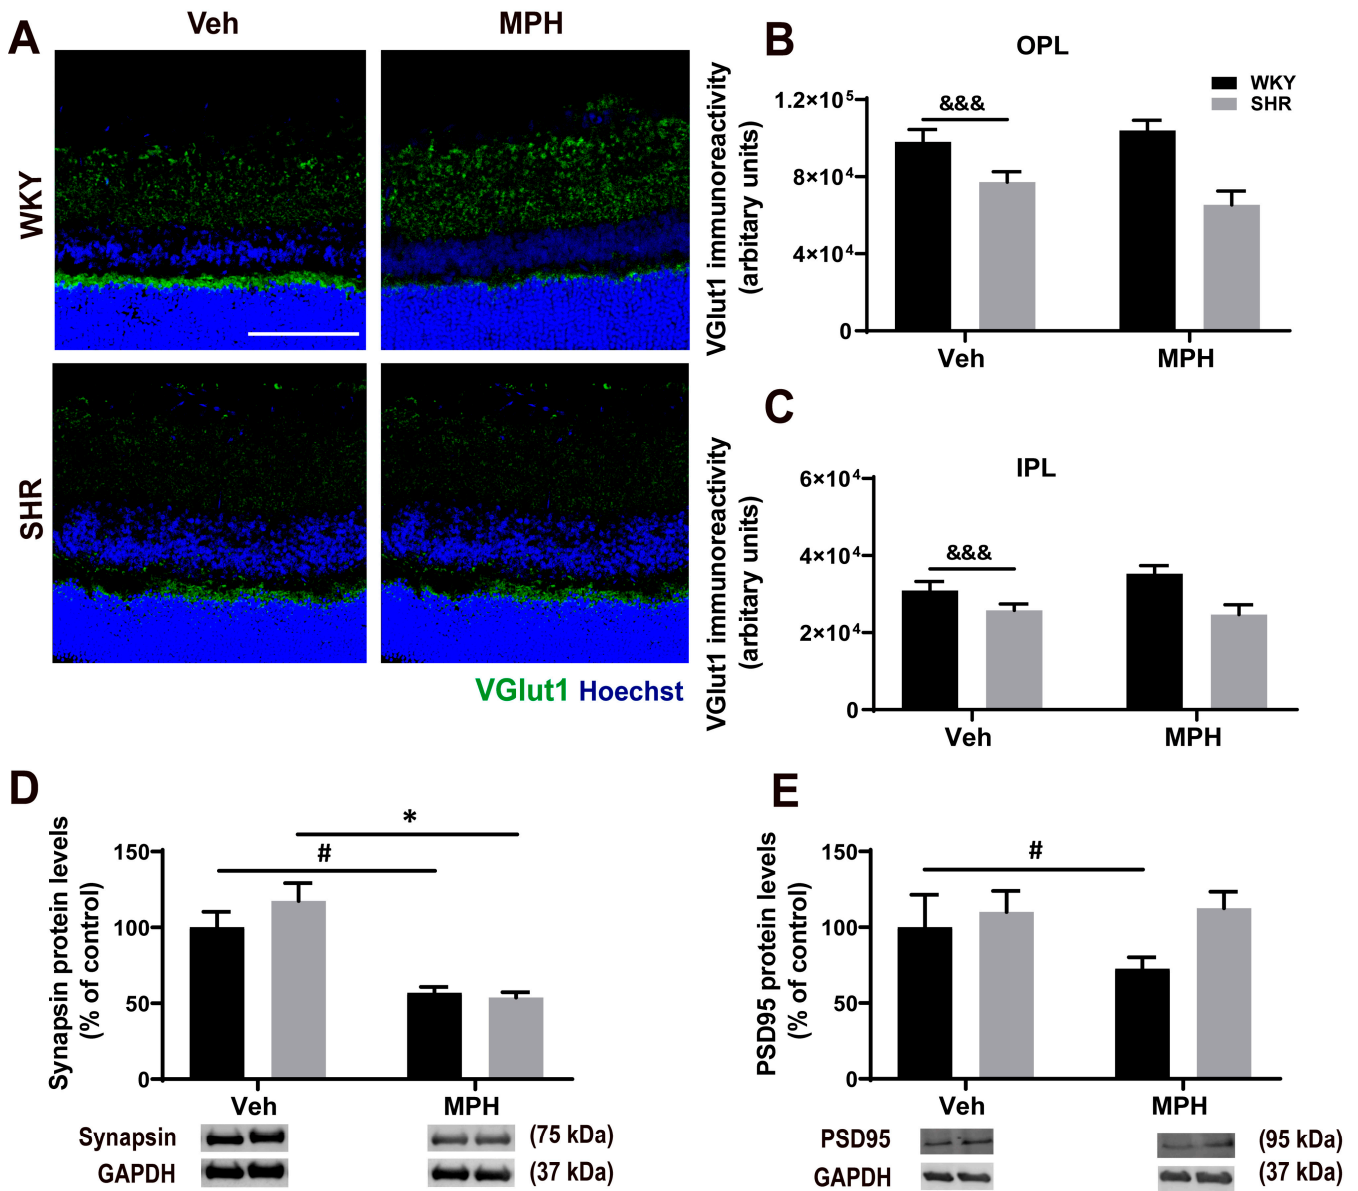 A
Veh
MPH
WKY
SHR
VGlut1 Hoechst
B
OPL
VGlut1 immunoreactivity
(arbitary units)
1.2×10⁵
8×10⁴
4×10⁴
0
&&&
WKY
SHR
Veh
MPH
C
IPL
VGlut1 immunoreactivity
(arbitary units)
6×10⁴
4×10⁴
2×10⁴
0
&&&
Veh
MPH
D
Synapsin protein levels
(% of control)
150
100
50
0
*
#
Veh
MPH
Synapsin
(75 kDa)
GAPDH
(37 kDa)
E
PSD95 protein levels
(% of control)
150
100
50
0
#
Veh
MPH
PSD95
(95 kDa)
GAPDH
(37 kDa)